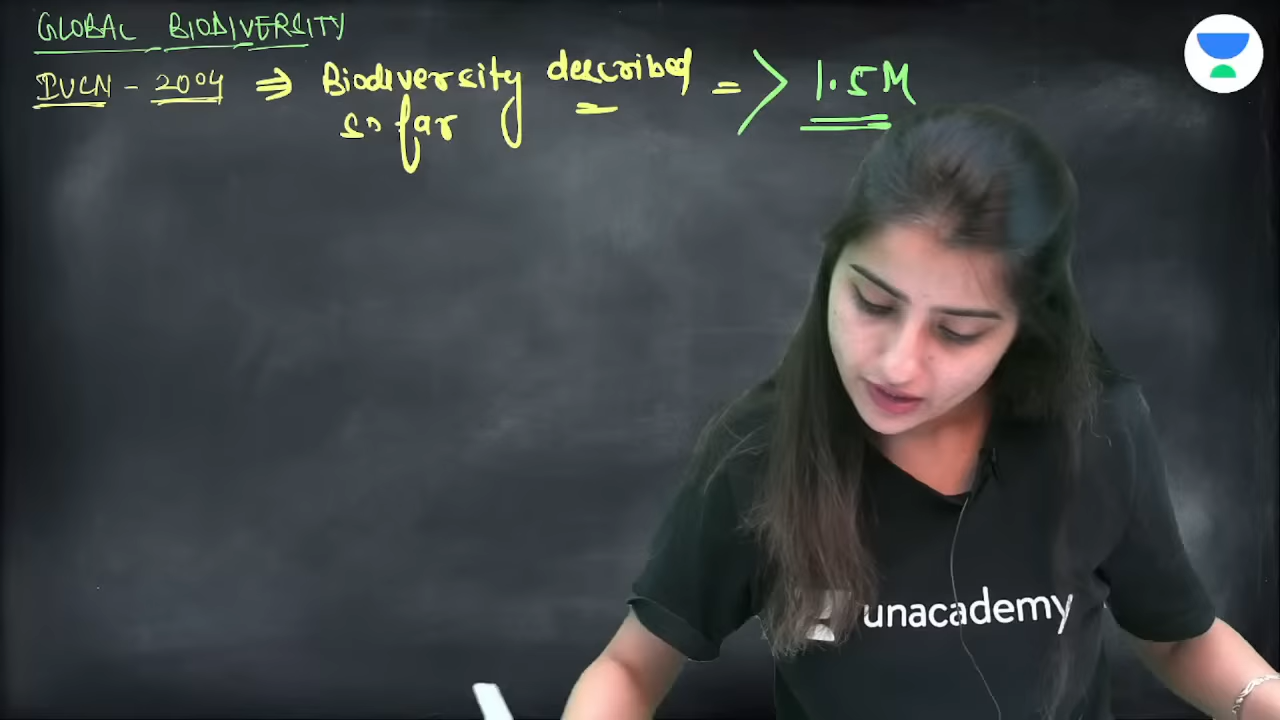 GLOBAL BIODIVERSITY
IUCN - 2004 ⇒ Biodiversity described = > 1.5M
so far
unacademy